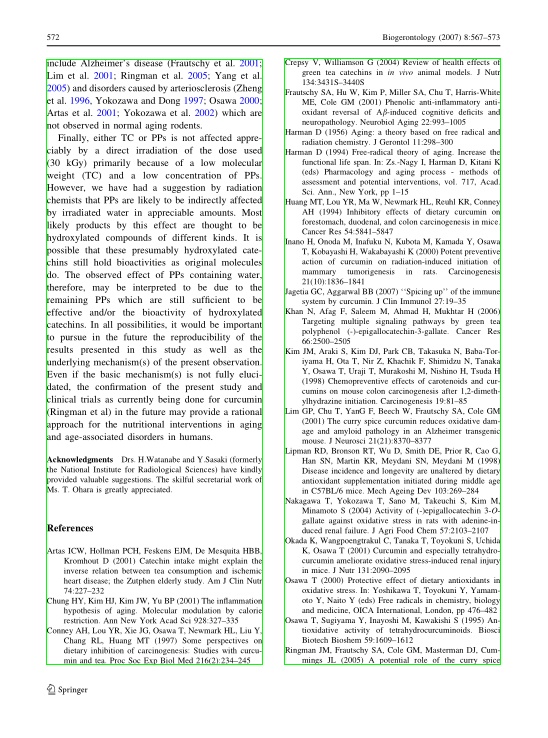 572
Biogerontology (2007) 8:567–573
include Alzheimer's disease (Frautschy et al. 2001;
Lim et al. 2001; Ringman et al. 2005; Yang et al.
2005) and disorders caused by arteriosclerosis (Zheng
et al. 1996, Yokozawa and Dong 1997; Osawa 2000;
Artas et al. 2001; Yokozawa et al. 2002) which are
not observed in normal aging rodents.
Finally, either TC or PPs is not affected appre-
ciably by a direct irradiation of the dose used
(30 kGy) primarily because of a low molecular
weight (TC) and a low concentration of PPs.
However, we have had a suggestion by radiation
chemists that PPs are likely to be indirectly affected
by irradiated water in appreciable amounts. Most
likely products by this effect are thought to be
hydroxylated compounds of different kinds. It is
possible that these presumably hydroxylated cate-
chins still hold bioactivities as original molecules
do. The observed effect of PPs containing water,
therefore, may be interpreted to be due to the
remaining PPs which are still sufficient to be
effective and/or the bioactivity of hydroxylated
catechins. In all possibilities, it would be important
to pursue in the future the reproducibility of the
results presented in this study as well as the
underlying mechanism(s) of the present observation.
Even if the basic mechanism(s) is not fully eluci-
dated, the confirmation of the present study and
clinical trials as currently being done for curcumin
(Ringman et al) in the future may provide a rational
approach for the nutritional interventions in aging
and age-associated disorders in humans.
Acknowledgments Drs. H.Watanabe and Y.Sasaki (formerly
the National Institute for Radiological Sciences) have kindly
provided valuable suggestions. The skilful secretarial work of
Ms. T. Ohara is greatly appreciated.
References
Artas ICW, Hollman PCH, Feskens EJM, De Mesquita HBB,
Kromhout D (2001) Catechin intake might explain the
inverse relation between tea consumption and ischemic
heart disease; the Zutphen elderly study. Am J Clin Nutr
74:227–232
Chung HY, Kim HJ, Kim JW, Yu BP (2001) The inflammation
hypothesis of aging. Molecular modulation by calorie
restriction. Ann New York Acad Sci 928:327–335
Conney AH, Lou YR, Xie JG, Osawa T, Newmark HL, Liu Y,
Chang RL, Huang MT (1997) Some perspectives on
dietary inhibition of carcinogenesis: Studies with curcu-
min and tea. Proc Soc Exp Biol Med 216(2):234–245
Crepsy V, Williamson G (2004) Review of health effects of
green tea catechins in in vivo animal models. J Nutr
134:3431S–3440S
Frautschy SA, Hu W, Kim P, Miller SA, Chu T, Harris-White
ME, Cole GM (2001) Phenolic anti-inflammatory anti-
oxidant reversal of Aβ-induced cognitive deficits and
neuropathology. Neurobiol Aging 22:993–1005
Harman D (1956) Aging: a theory based on free radical and
radiation chemistry. J Gerontol 11:298–300
Harman D (1994) Free-radical theory of aging. Increase the
functional life span. In: Zs.-Nagy I, Harman D, Kitani K
(eds) Pharmacology and aging process - methods of
assessment and potential interventions, vol. 717, Acad.
Sci. Ann., New York, pp 1–15
Huang MT, Lou YR, Ma W, Newmark HL, Reuhl KR, Conney
AH (1994) Inhibitory effects of dietary curcumin on
forestomach, duodenal, and colon carcinogenesis in mice.
Cancer Res 54:5841–5847
Inano H, Onoda M, Inafuku N, Kubota M, Kamada Y, Osawa
T, Kobayashi H, Wakabayashi K (2000) Potent preventive
action of curcumin on radiation-induced initiation of
mammary tumorigenesis in rats. Carcinogenesis
21(10):1836–1841
Jagetia GC, Aggarwal BB (2007) ‘‘Spicing up’’ of the immune
system by curcumin. J Clin Immunol 27:19–35
Khan N, Afag F, Saleem M, Ahmad H, Mukhtar H (2006)
Targeting multiple signaling pathways by green tea
polyphenol (-)-epigallocatechin-3-gallate. Cancer Res
66:2500–2505
Kim JM, Araki S, Kim DJ, Park CB, Takasuka N, Baba-Tor-
iyama H, Ota T, Nir Z, Khachik F, Shimidzu N, Tanaka
Y, Osawa T, Uraji T, Murakoshi M, Nishino H, Tsuda H
(1998) Chemopreventive effects of carotenoids and cur-
cumins on mouse colon carcinogenesis after 1,2-dimeth-
ylhydrazine initiation. Carcinogenesis 19:81–85
Lim GP, Chu T, YanG F, Beech W, Frautschy SA, Cole GM
(2001) The curry spice curcumin reduces oxidative dam-
age and amyloid pathology in an Alzheimer transgenic
mouse. J Neurosci 21(21):8370–8377
Lipman RD, Bronson RT, Wu D, Smith DE, Prior R, Cao G,
Han SN, Martin KR, Meydani SN, Meydani M (1998)
Disease incidence and longevity are unaltered by dietary
antioxidant supplementation initiated during middle age
in C57BL/6 mice. Mech Ageing Dev 103:269–284
Nakagawa T, Yokozawa T, Sano M, Takeuchi S, Kim M,
Minamoto S (2004) Activity of (-)epigallocatechin 3-O-
gallate against oxidative stress in rats with adenine-in-
duced renal failure. J Agri Food Chem 57:2103–2107
Okada K, Wangpoengtrakul C, Tanaka T, Toyokuni S, Uchida
K, Osawa T (2001) Curcumin and especially tetrahydro-
curcumin ameliorate oxidative stress-induced renal injury
in mice. J Nutr 131:2090–2095
Osawa T (2000) Protective effect of dietary antioxidants in
oxidative stress. In: Yoshikawa T, Toyokuni Y, Yamam-
oto Y, Naito Y (eds) Free radicals in chemistry, biology
and medicine, OICA International, London, pp 476–482
Osawa T, Sugiyama Y, Inayoshi M, Kawakishi S (1995) An-
tioxidative activity of tetrahydrocurcuminoids. Biosci
Biotech Biochem 59:1609–1612
Ringman JM, Frautschy SA, Cole GM, Masterman DJ, Cum-
mings JL (2005) A potential role of the curry spice
Springer